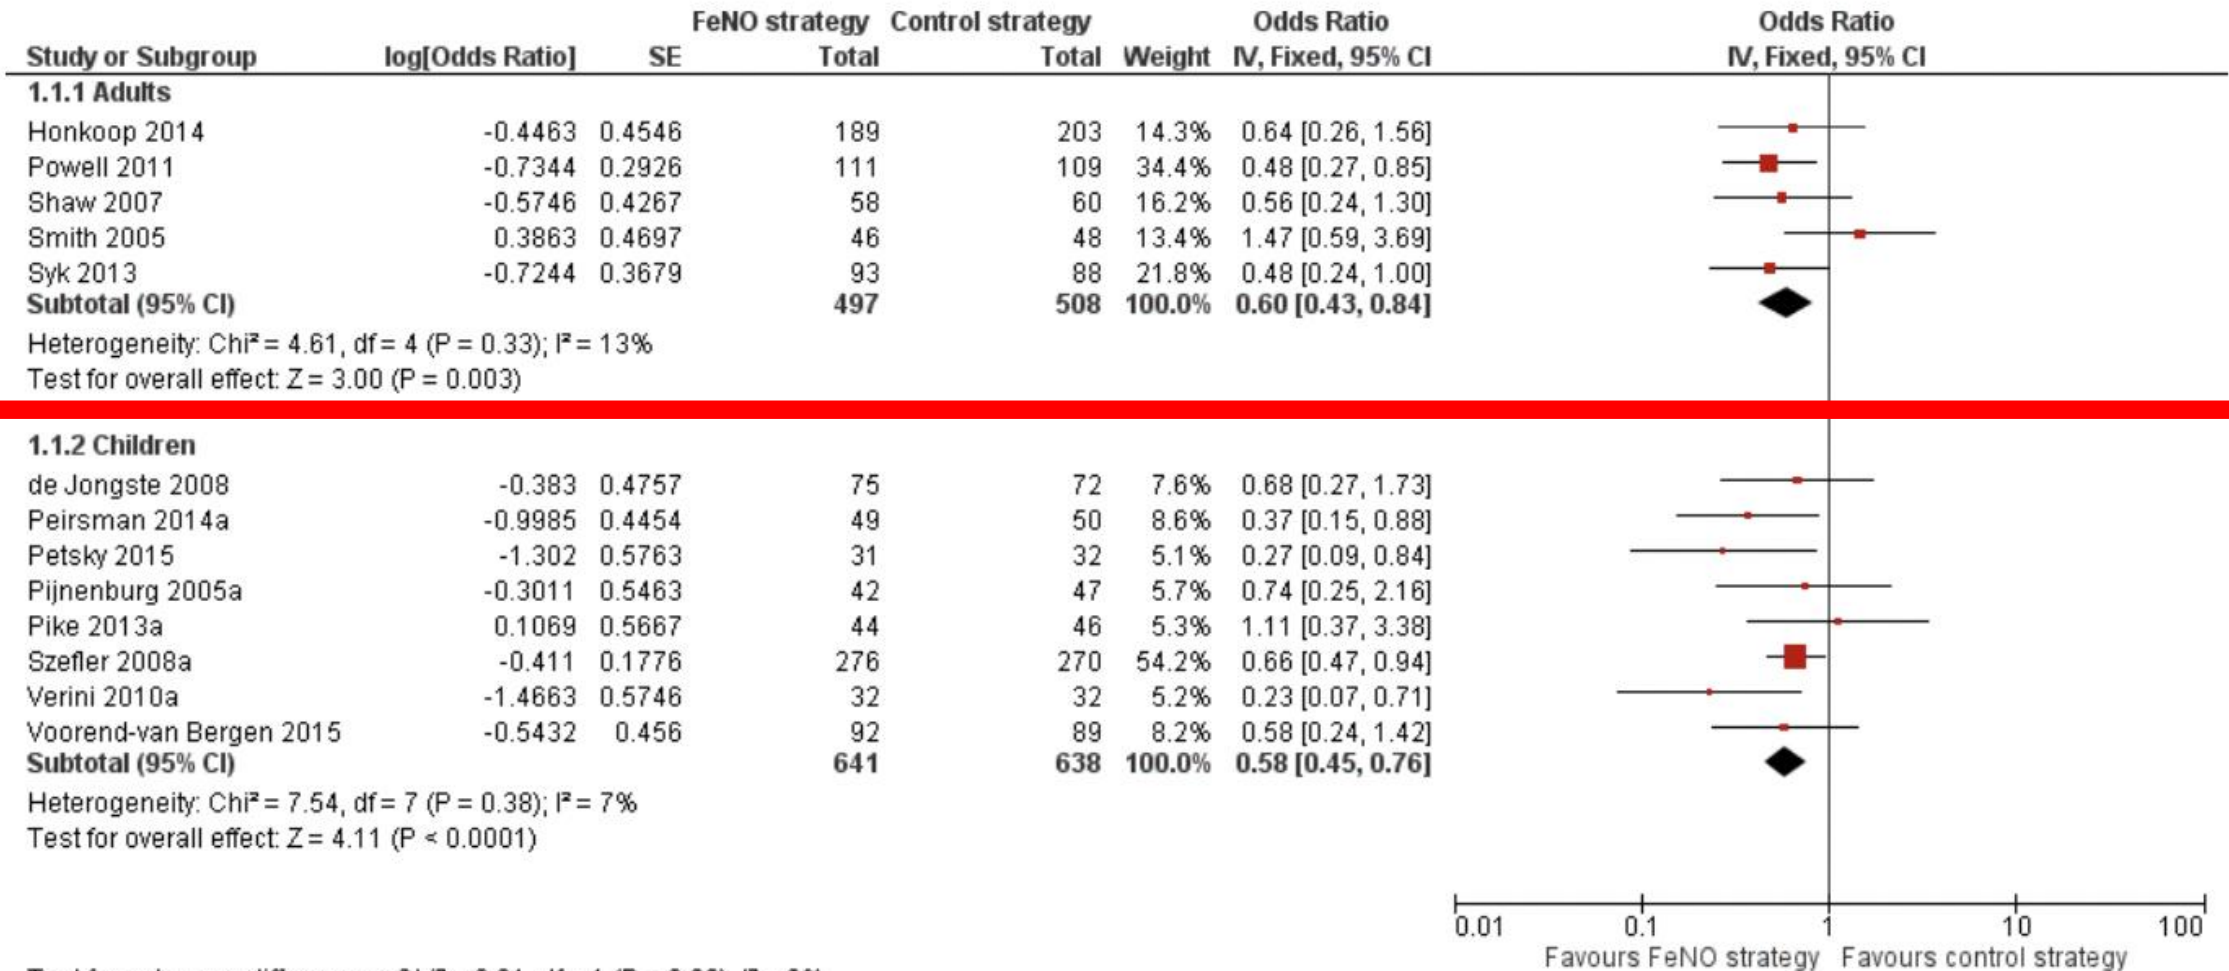 FeNO strategy Control strategy Odds Ratio Odds Ratio
Study or Subgroup log[Odds Ratio] SE Total Total Weight IV, Fixed, 95% CI IV, Fixed, 95% CI
1.1.1 Adults
Honkoop 2014 -0.4463 0.4546 189 203 14.3% 0.64 [0.26, 1.56]
Powell 2011 -0.7344 0.2926 111 109 34.4% 0.48 [0.27, 0.85]
Shaw 2007 -0.5746 0.4267 58 60 16.2% 0.56 [0.24, 1.30]
Smith 2005 0.3863 0.4697 46 48 13.4% 1.47 [0.59, 3.69]
Syk 2013 -0.7244 0.3679 93 88 21.8% 0.48 [0.24, 1.00]
Subtotal (95% CI) 497 508 100.0% 0.60 [0.43, 0.84]
Heterogeneity: Chi² = 4.61, df = 4 (P = 0.33); I² = 13%
Test for overall effect: Z = 3.00 (P = 0.003)
1.1.2 Children
de Jongste 2008 -0.383 0.4757 75 72 7.6% 0.68 [0.27, 1.73]
Peirsman 2014a -0.9985 0.4454 49 50 8.6% 0.37 [0.15, 0.88]
Petsky 2015 -1.302 0.5763 31 32 5.1% 0.27 [0.09, 0.84]
Pijnenburg 2005a -0.3011 0.5463 42 47 5.7% 0.74 [0.25, 2.16]
Pike 2013a 0.1069 0.5667 44 46 5.3% 1.11 [0.37, 3.38]
Szefler 2008a -0.411 0.1776 276 270 54.2% 0.66 [0.47, 0.94]
Verini 2010a -1.4663 0.5746 32 32 5.2% 0.23 [0.07, 0.71]
Voorend-van Bergen 2015 -0.5432 0.456 92 89 8.2% 0.58 [0.24, 1.42]
Subtotal (95% CI) 641 638 100.0% 0.58 [0.45, 0.76]
Heterogeneity: Chi² = 7.54, df = 7 (P = 0.38); I² = 7%
Test for overall effect: Z = 4.11 (P < 0.0001)
0.01 0.1 1 10 100
Favours FeNO strategy Favours control strategy